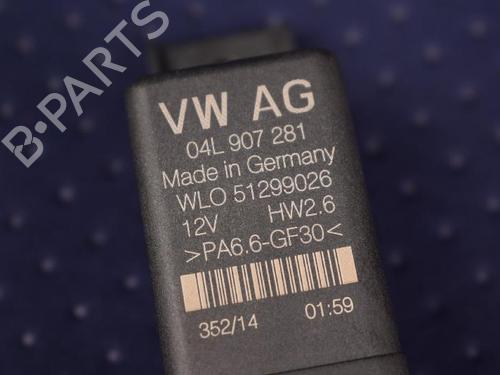 B-PARTS
VW AG
04L 907 281
Made in Germany
WLO 51299026
12V HW2.6
>PA6.6-GF30<
352/14 01:59